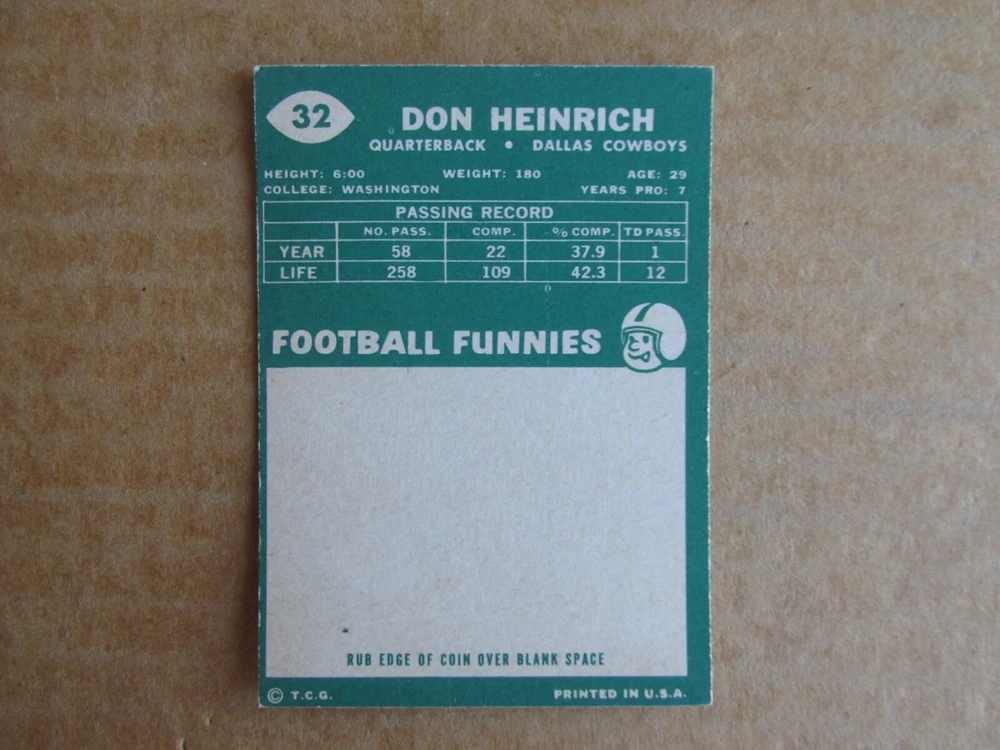 32
DON HEINRICH
QUARTERBACK • DALLAS COWBOYS
HEIGHT: 6:00 WEIGHT: 180 AGE: 29
COLLEGE: WASHINGTON YEARS PRO: 7
PASSING RECORD
NO. PASS. COMP. % COMP. TD PASS.
YEAR 58 22 37.9 1
LIFE 258 109 42.3 12
FOOTBALL FUNNIES
RUB EDGE OF COIN OVER BLANK SPACE
© T.C.G. PRINTED IN U.S.A.